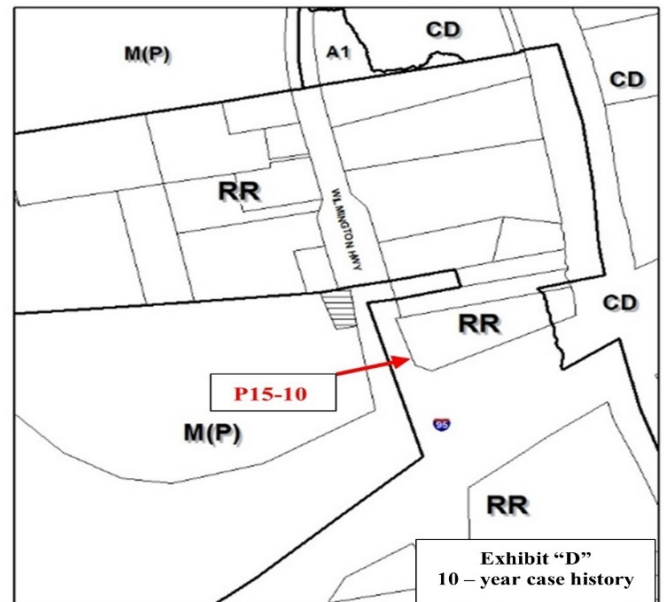 M(P)
A1
CD
CD
RR
WILMINGTON HWY
CD
RR
P15-10
M(P)
95
RR
Exhibit “D”
10 – year case history